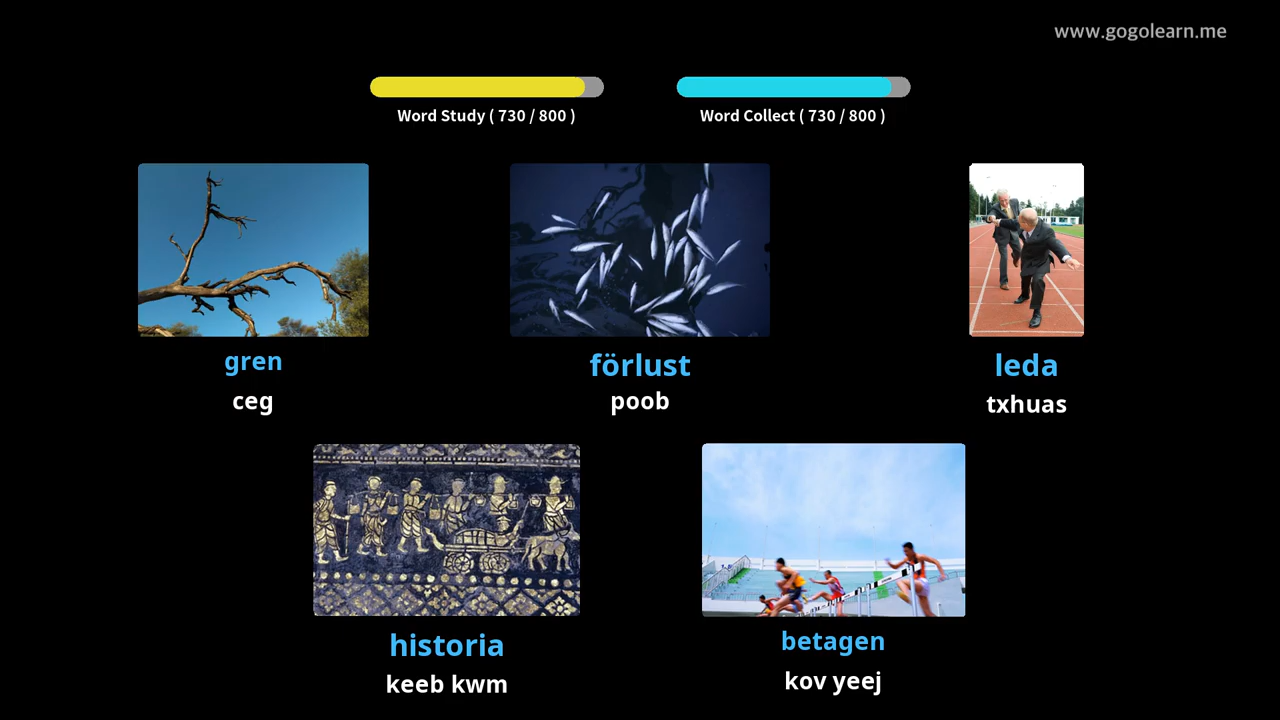 www.gogolearn.me
Word Study ( 730 / 800 )
Word Collect ( 730 / 800 )
gren
ceg
förlust
poob
leda
txhuas
historia
keeb kwm
betagen
kov yeej